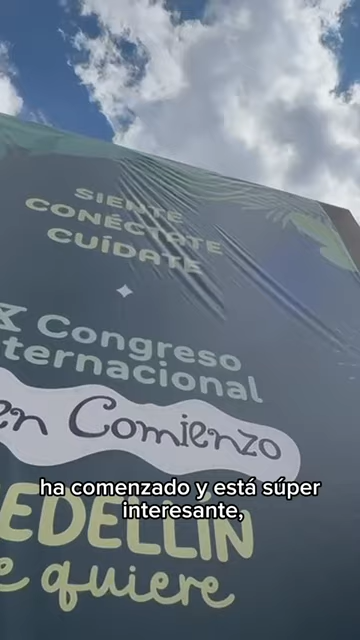 SIENTE
CONÉCTATE
CUÍDATE
X Congreso
ternacional
en Comienzo
EDELLÍN
e quiere
ha comenzado y está súper
interesante,